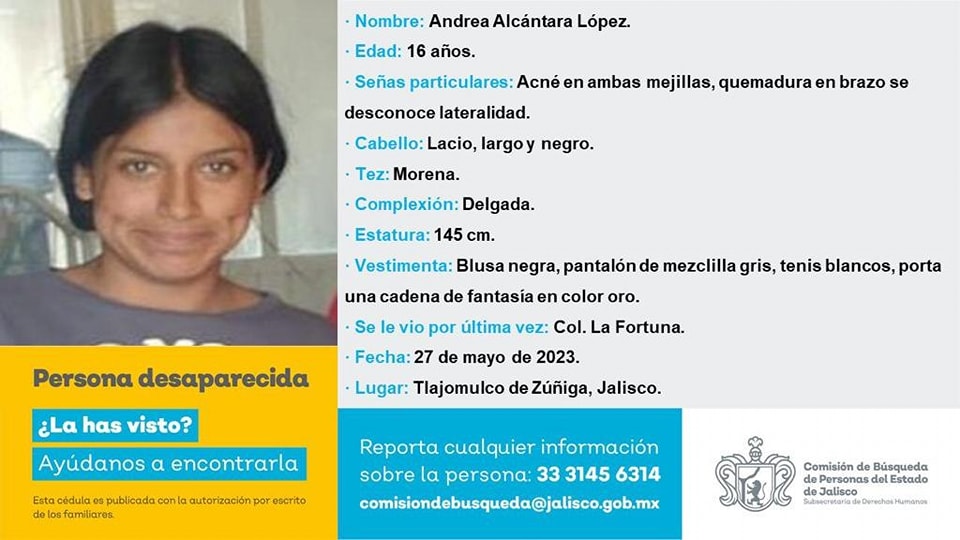 · Nombre: Andrea Alcántara López.
· Edad: 16 años.
· Señas particulares: Acné en ambas mejillas, quemadura en brazo se
desconoce lateralidad.
· Cabello: Lacio, largo y negro.
· Tez: Morena.
· Complexión: Delgada.
· Estatura: 145 cm.
· Vestimenta: Blusa negra, pantalón de mezclilla gris, tenis blancos, porta
una cadena de fantasía en color oro.
· Se le vio por última vez: Col. La Fortuna.
· Fecha: 27 de mayo de 2023.
· Lugar: Tlajomulco de Zúñiga, Jalisco.
Persona desaparecida
¿La has visto?
Ayúdanos a encontrarla
Esta cédula es publicada con la autorización por escrito
de los familiares.
Reporta cualquier información
sobre la persona: 33 3145 6314
comisiondebusqueda@jalisco.gob.mx
Comisión de Búsqueda
de Personas del Estado
de Jalisco
Subsecretaría de Derechos Humanos